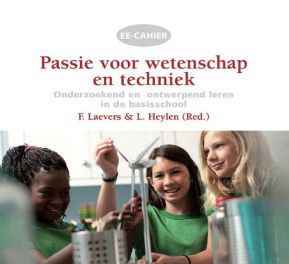 EE-CAHIER
Passie voor wetenschap
en techniek
Onderzoekend en ontwerpend leren
in de basisschool
F. Laevers & L. Heylen (Red.)